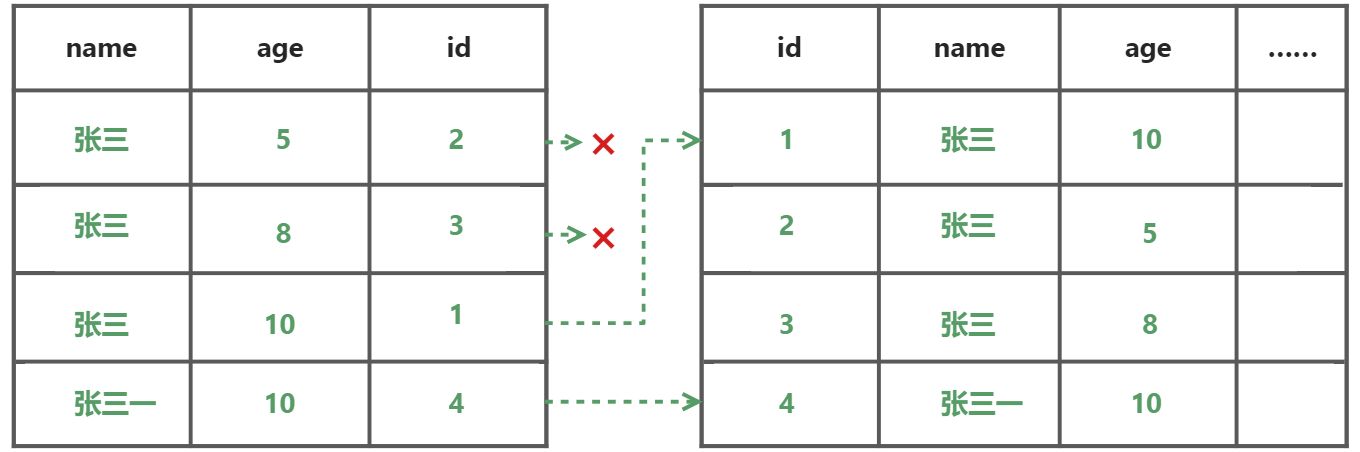 name age id
张三 5 2
张三 8 3
张三 10 1
张三一 10 4
id name age ......
1 张三 10
2 张三 5
3 张三 8
4 张三一 10